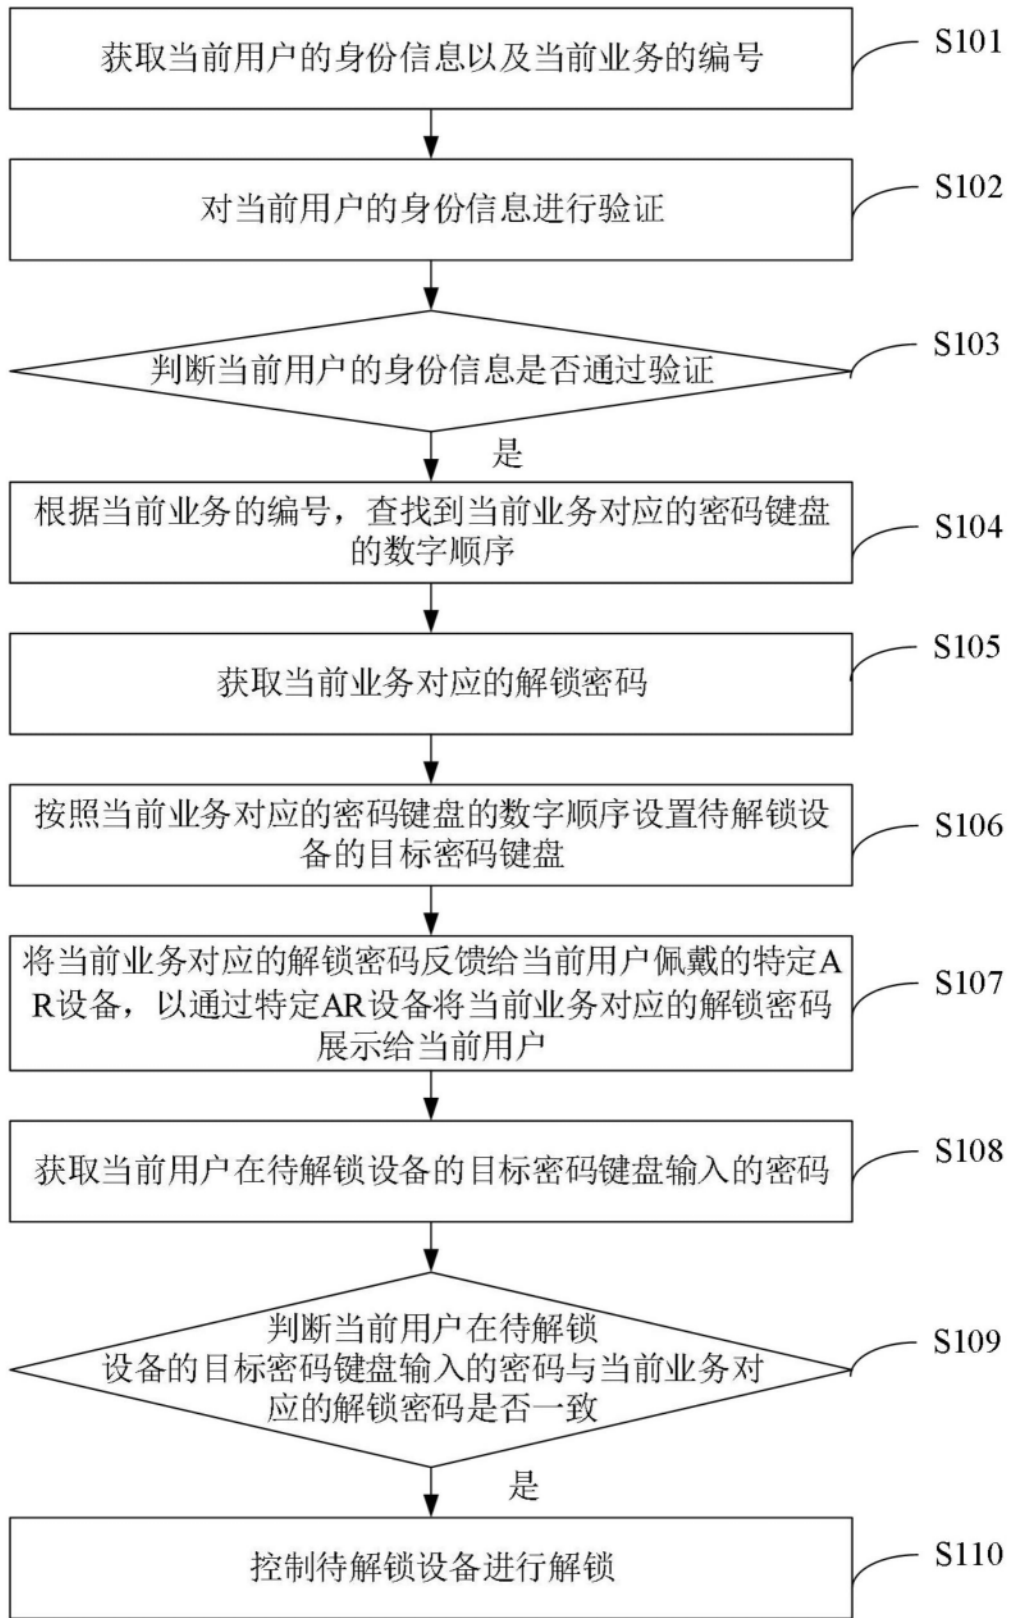 获取当前用户的身份信息以及当前业务的编号
S101
对当前用户的身份信息进行验证
S102
判断当前用户的身份信息是否通过验证
S103
是
根据当前业务的编号，查找到当前业务对应的密码键盘
的数字顺序
S104
获取当前业务对应的解锁密码
S105
按照当前业务对应的密码键盘的数字顺序设置待解锁设
备的目标密码键盘
S106
将当前业务对应的解锁密码反馈给当前用户佩戴的特定A
R设备，以通过特定AR设备将当前业务对应的解锁密码
展示给当前用户
S107
获取当前用户在待解锁设备的目标密码键盘输入的密码
S108
判断当前用户在待解锁
设备的目标密码键盘输入的密码与当前业务对
应的解锁密码是否一致
S109
是
控制待解锁设备进行解锁
S110